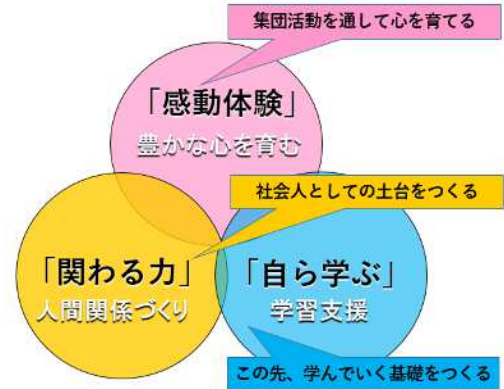 集団活動を通して心を育てる
「感動体験」
豊かな心を育む
社会人としての土台をつくる
「関わる力」
人間関係づくり
「自ら学ぶ」
学習支援
この先、学んでいく基礎をつくる